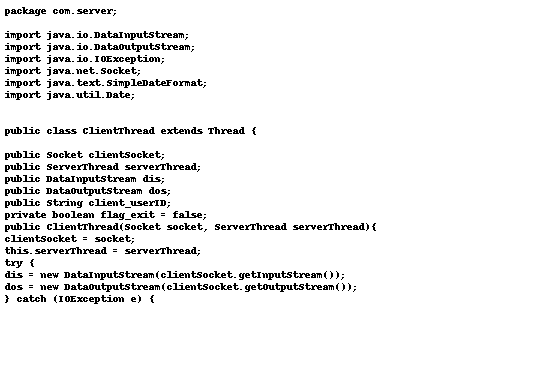 package com.server;
import java.io.DataInputStream;
import java.io.DataOutputStream;
import java.io.IOException;
import java.net.Socket;
import java.text.SimpleDateFormat;
import java.util.Date;
public class ClientThread extends Thread {
public Socket clientSocket;
public ServerThread serverThread;
public DataInputStream dis;
public DataOutputStream dos;
public String client_userID;
private boolean flag_exit = false;
public ClientThread(Socket socket, ServerThread serverThread){
clientSocket = socket;
this.serverThread = serverThread;
try {
dis = new DataInputStream(clientSocket.getInputStream());
dos = new DataOutputStream(clientSocket.getOutputStream());
} catch (IOException e) {